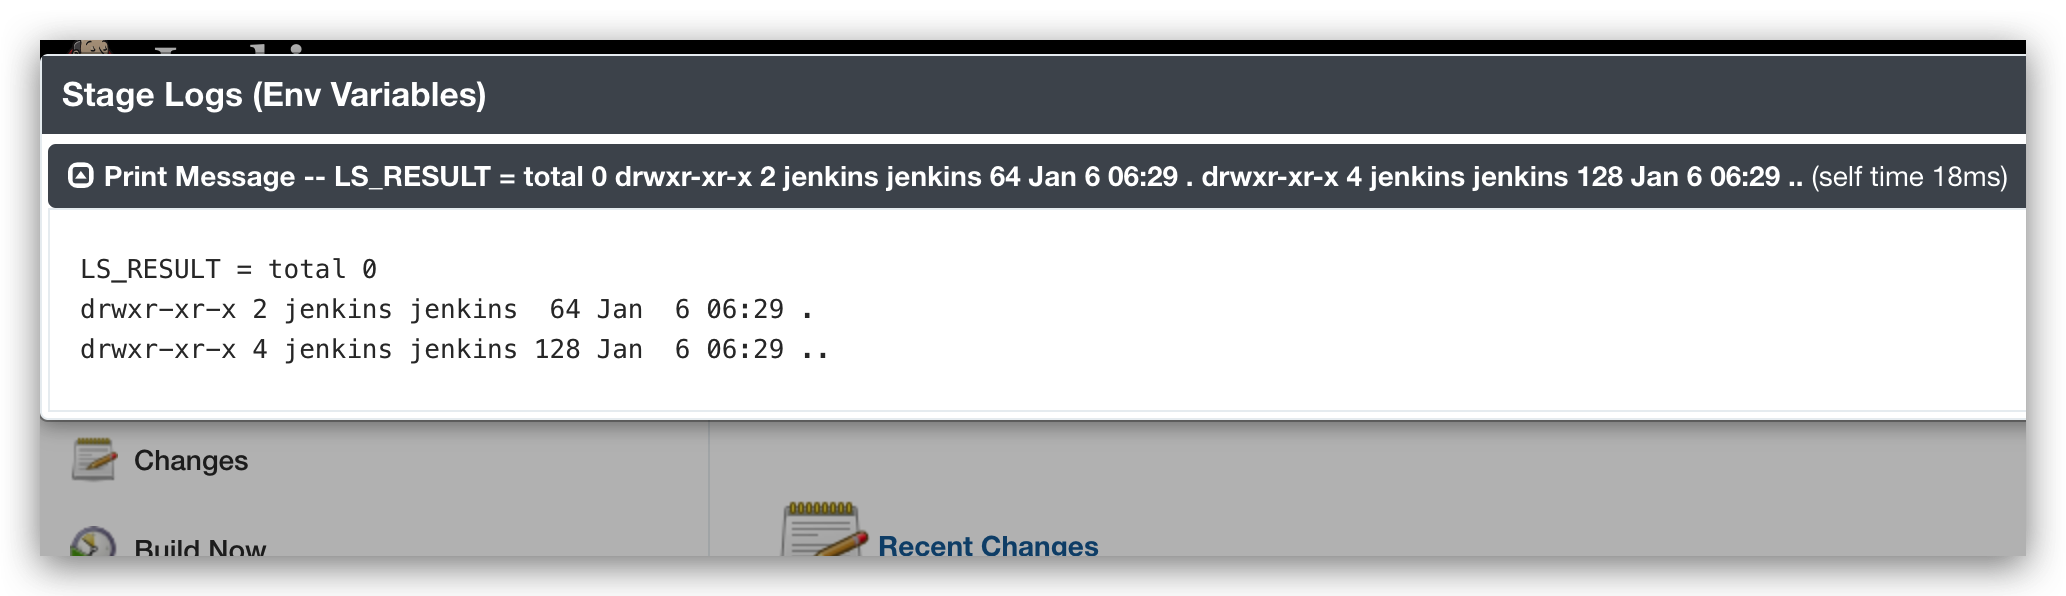 Stage Logs (Env Variables)
Print Message -- LS_RESULT = total 0 drwxr-xr-x 2 jenkins jenkins 64 Jan 6 06:29 . drwxr-xr-x 4 jenkins jenkins 128 Jan 6 06:29 .. (self time 18ms)
LS_RESULT = total 0
drwxr-xr-x 2 jenkins jenkins  64 Jan  6 06:29 .
drwxr-xr-x 4 jenkins jenkins 128 Jan  6 06:29 ..
Changes
Build Now
Recent Changes